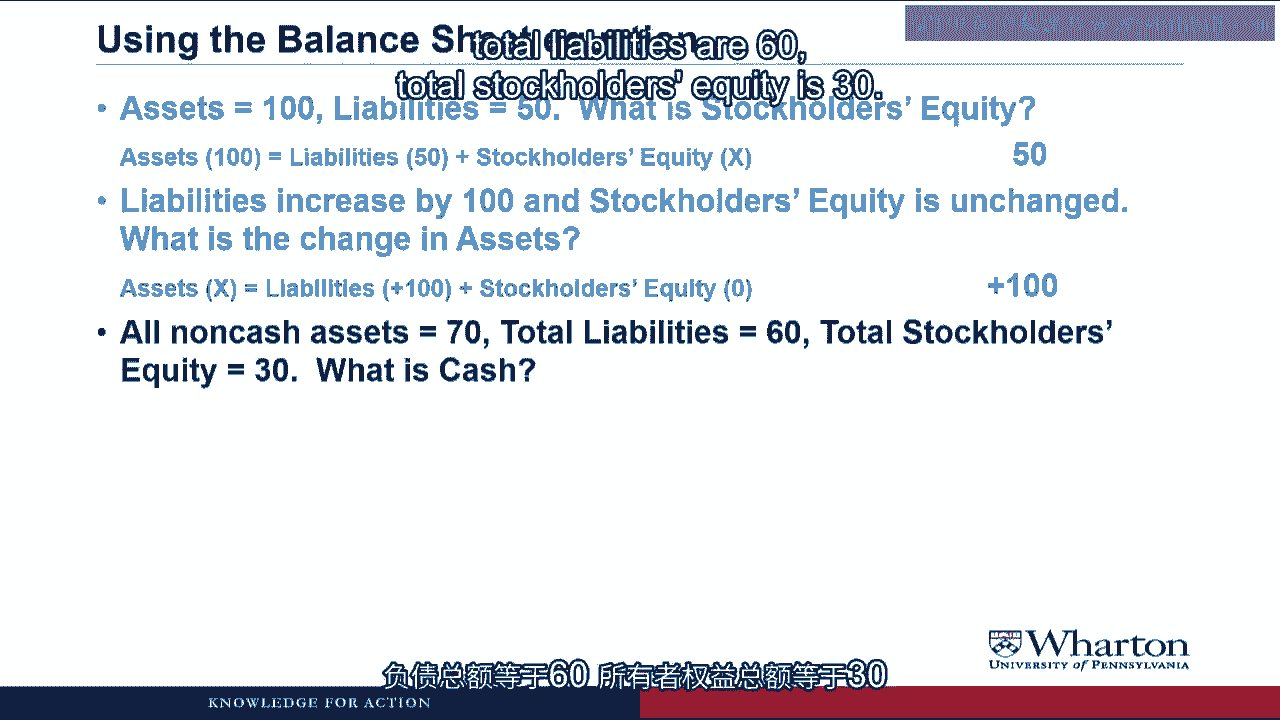 Using the Balance Sheet equation
total liabilities are 60,
total stockholders' equity is 30.
• Assets = 100, Liabilities = 50. What is Stockholders' Equity?
Assets (100) = Liabilities (50) + Stockholders' Equity (X) 50
• Liabilities increase by 100 and Stockholders' Equity is unchanged.
What is the change in Assets?
Assets (X) = Liabilities (+100) + Stockholders' Equity (0) +100
• All noncash assets = 70, Total Liabilities = 60, Total Stockholders'
Equity = 30. What is Cash?
Wharton
UNIVERSITY of PENNSYLVANIA
负债总额等于60 所有者权益总额等于30
KNOWLEDGE FOR ACTION